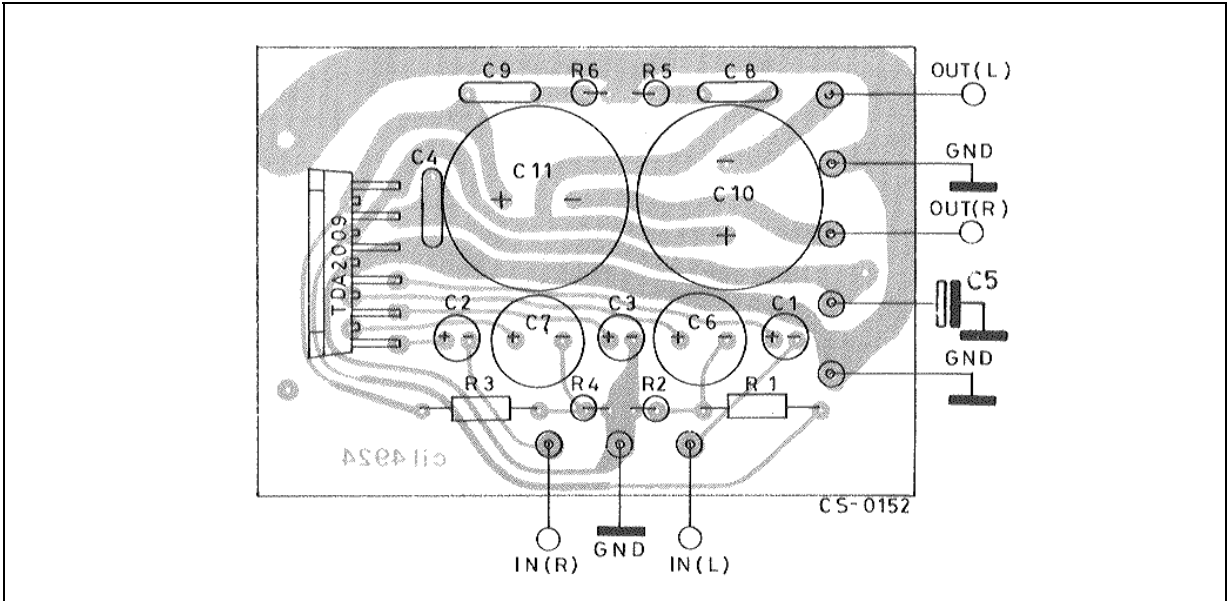 C9 R6 R5 C8
OUT(L)
GND
C4
C11
C10
OUT(R)
TDA2009
C5
C2 C7 C3 C6 C1
GND
R3 R4 R2 R1
cil4924
CS-0152
IN(R) GND IN(L)